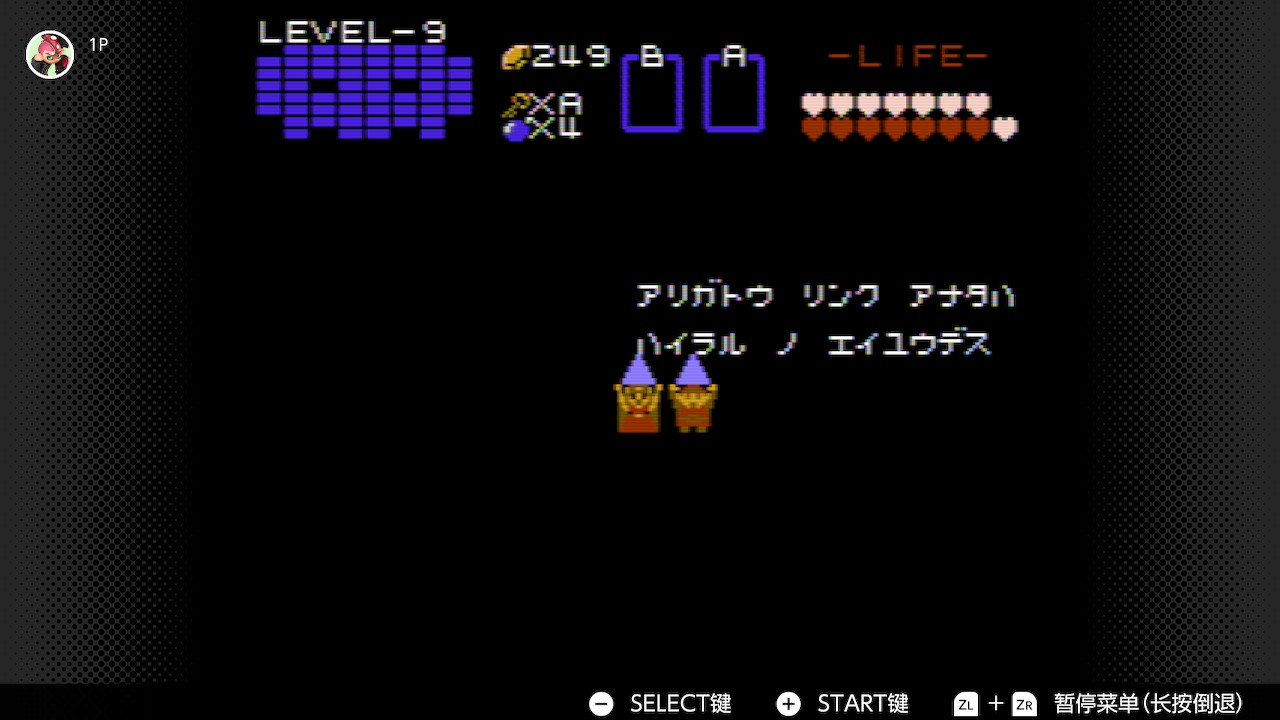 1P
LEVEL-9
249
XA
X4
B
A
-LIFE-
アリガトウ リンク アナタハ
ハイラル ノ エイユウデス
SELECT键
START键
ZL + ZR 暂停菜单(长按倒退)